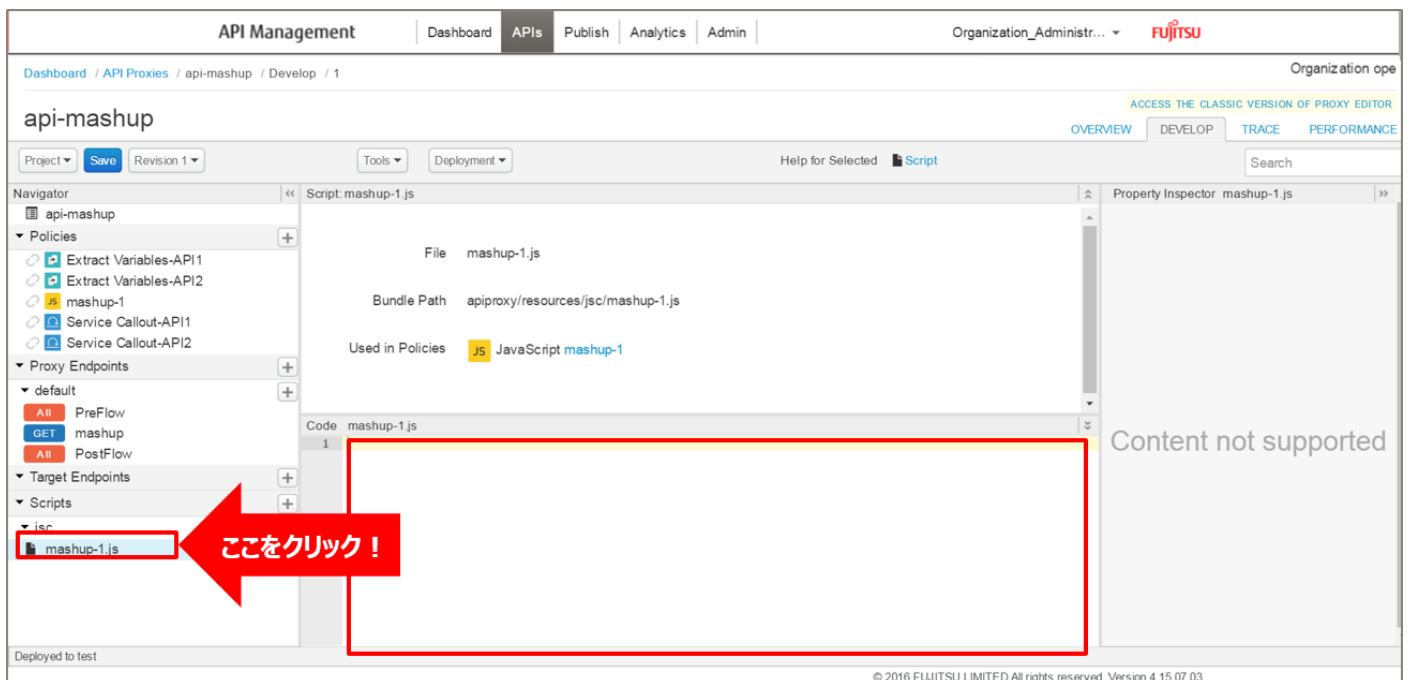 API Management Dashboard APIs Publish Analytics Admin Organization_Administr... FUJITSU
Dashboard / API Proxies / api-mashup / Develop / 1 Organization ope
ACCESS THE CLASSIC VERSION OF PROXY EDITOR
api-mashup
OVERVIEW DEVELOP TRACE PERFORMANCE
Project Save Revision 1 Tools Deployment Help for Selected Script Search
Navigator << Script: mashup-1.js Property Inspector mashup-1.js >>
api-mashup
Policies +
Extract Variables-API1
Extract Variables-API2
JS mashup-1
Service Callout-API1
Service Callout-API2
Proxy Endpoints +
default +
All PreFlow
GET mashup
All PostFlow
Target Endpoints +
Scripts +
jsc
mashup-1.js
ここをクリック！
File mashup-1.js
Bundle Path apiproxy/resources/jsc/mashup-1.js
Used in Policies JS JavaScript mashup-1
Code mashup-1.js
1
Content not supported
Deployed to test
© 2016 FUJITSU LIMITED All rights reserved. Version 4.15.07.03